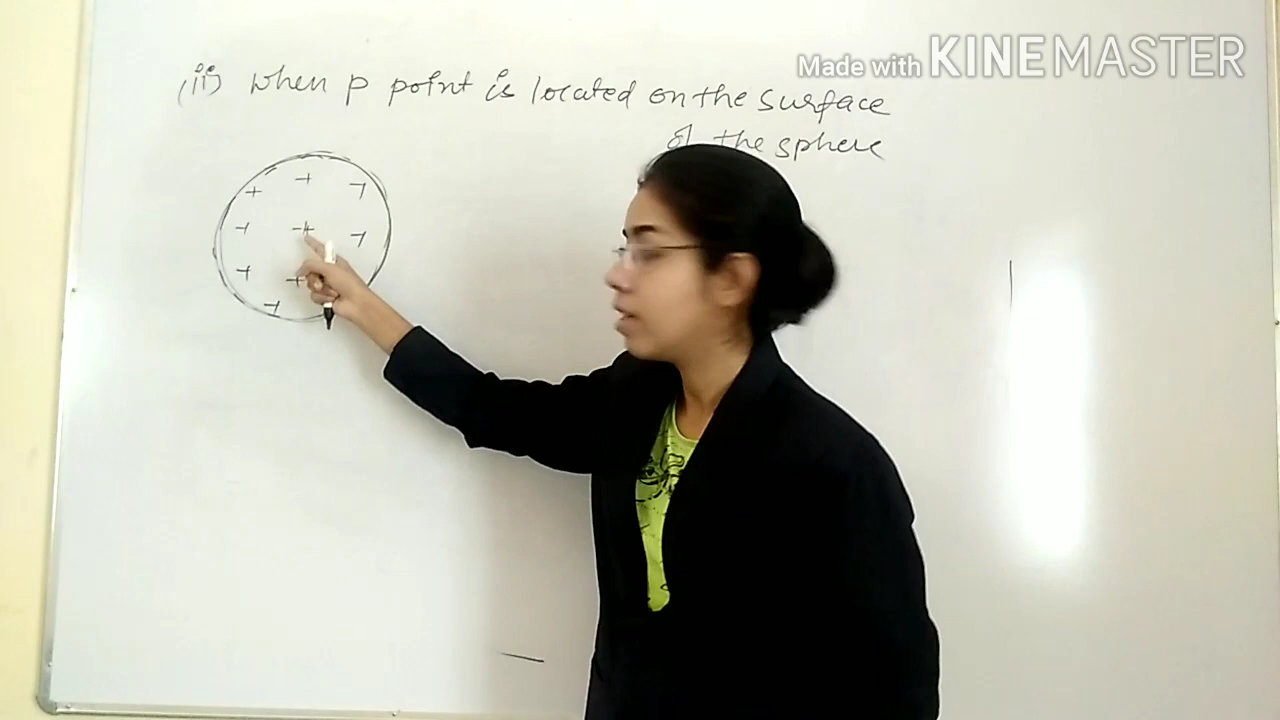 Made with KINEMASTER
(ii) when p point is located on the surface
of the sphere
+ + +
+ + +
+ +
+